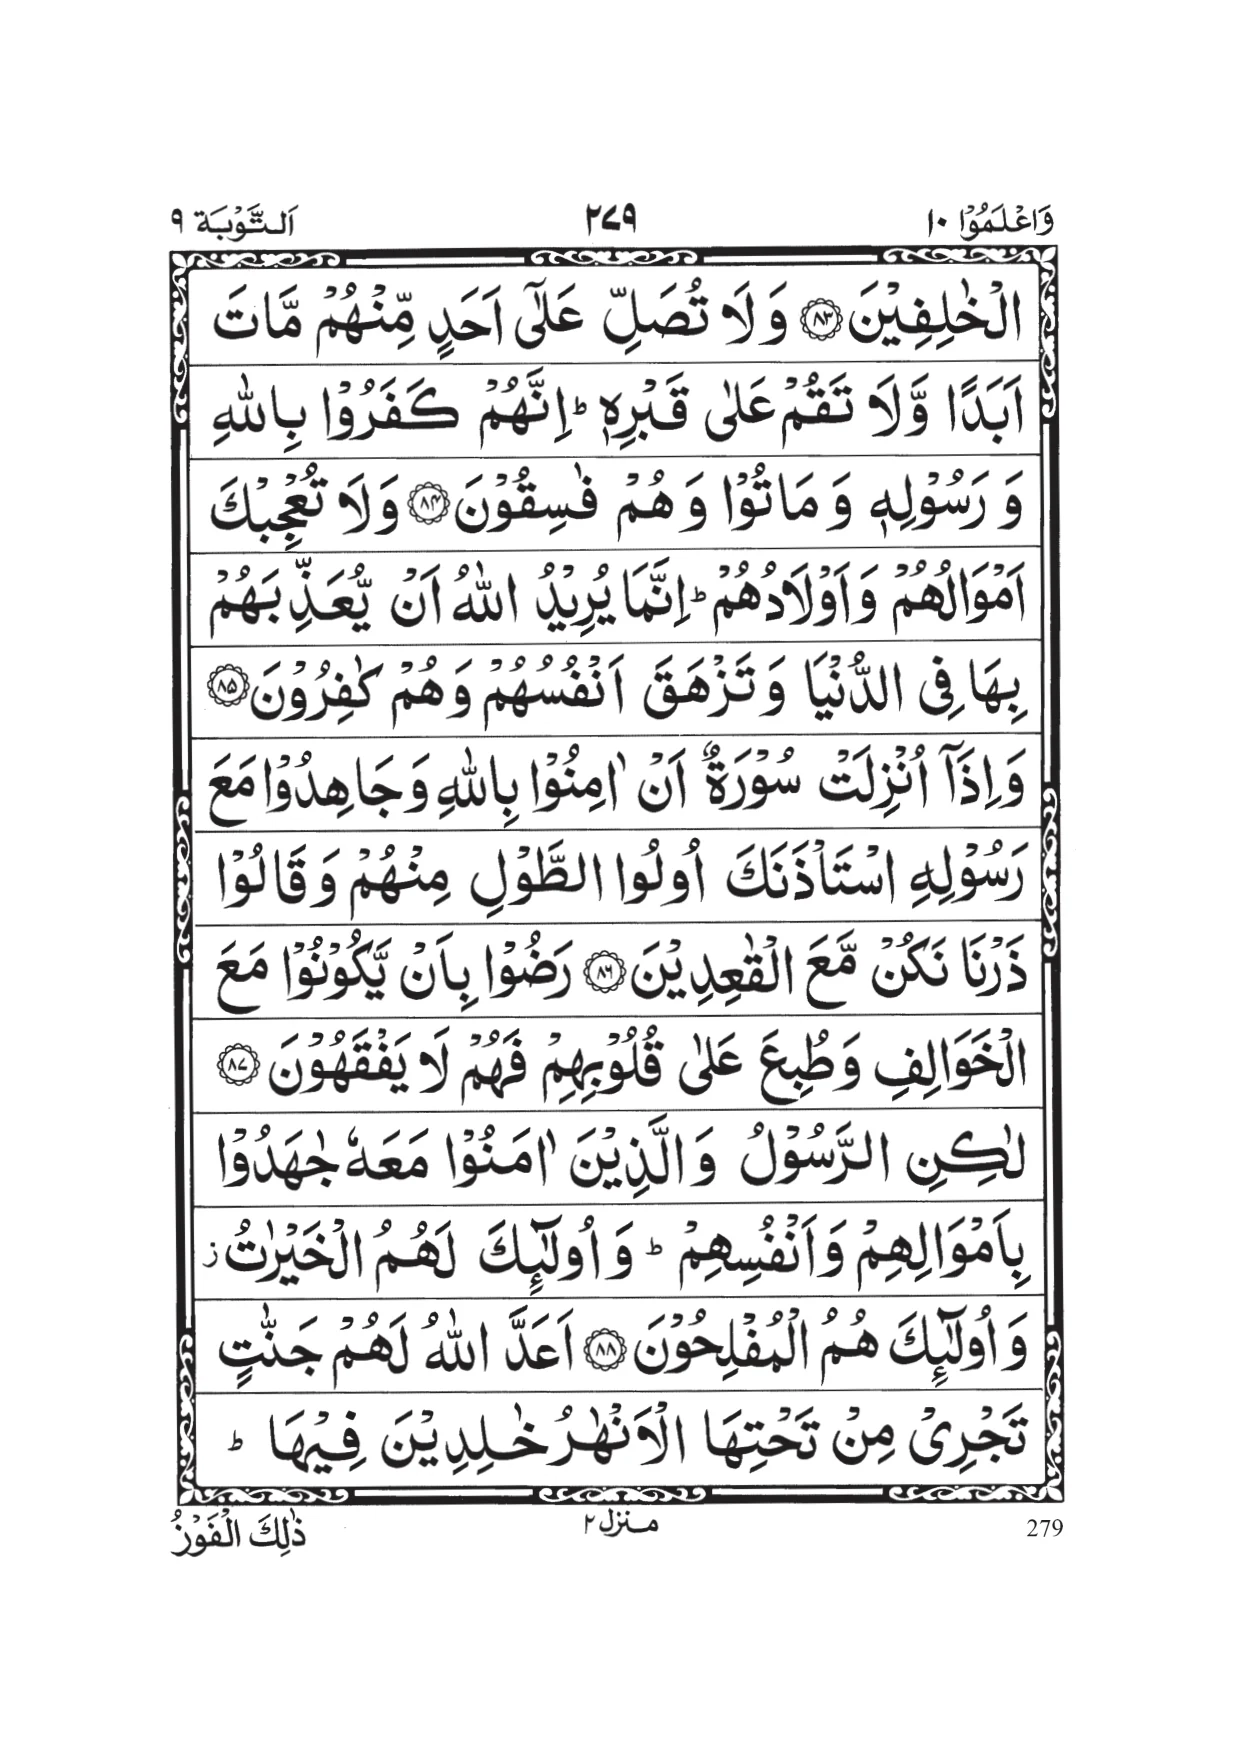 وَاعْلَمُوْٓا ١٠ ٢٧٩ اَلتَّوْبَة ٩
الْخٰلِفِيْنَ ﴿٨٣﴾ وَلَا تُصَلِّ عَلٰٓى اَحَدٍ مِّنْهُمْ مَّاتَ
اَبَدًا وَّلَا تَقُمْ عَلٰى قَبْرِهٖ ؕ اِنَّهُمْ كَفَرُوْا بِاللّٰهِ
وَ رَسُوْلِهٖ وَ مَاتُوْا وَ هُمْ فٰسِقُوْنَ ﴿٨٤﴾ وَلَا تُعْجِبْكَ
اَمْوَالُهُمْ وَ اَوْلَادُهُمْ ؕ اِنَّمَا يُرِيْدُ اللّٰهُ اَنْ يُّعَذِّبَهُمْ
بِهَا فِى الدُّنْيَا وَ تَزْهَقَ اَنْفُسُهُمْ وَ هُمْ كٰفِرُوْنَ ﴿٨٥﴾
وَ اِذَآ اُنْزِلَتْ سُوْرَةٌ اَنْ اٰمِنُوْا بِاللّٰهِ وَ جَاهِدُوْا مَعَ
رَسُوْلِهِ اسْتَاْذَنَكَ اُولُوا الطَّوْلِ مِنْهُمْ وَ قَالُوْا
ذَرْنَا نَكُنْ مَّعَ الْقٰعِدِيْنَ ﴿٨٦﴾ رَضُوْا بِاَنْ يَّكُوْنُوْا مَعَ
الْخَوَالِفِ وَ طُبِعَ عَلٰى قُلُوْبِهِمْ فَهُمْ لَا يَفْقَهُوْنَ ﴿٨٧﴾
لٰكِنِ الرَّسُوْلُ وَ الَّذِيْنَ اٰمَنُوْا مَعَهٗ جٰهَدُوْا
بِاَمْوَالِهِمْ وَ اَنْفُسِهِمْ ؕ وَ اُولٰٓئِكَ لَهُمُ الْخَيْرٰتُ ز
وَ اُولٰٓئِكَ هُمُ الْمُفْلِحُوْنَ ﴿٨٨﴾ اَعَدَّ اللّٰهُ لَهُمْ جَنّٰتٍ
تَجْرِىْ مِنْ تَحْتِهَا الْاَنْهٰرُ خٰلِدِيْنَ فِيْهَا ؕ
279 منزل ٢ ذٰلِكَ الْفَوْزُ